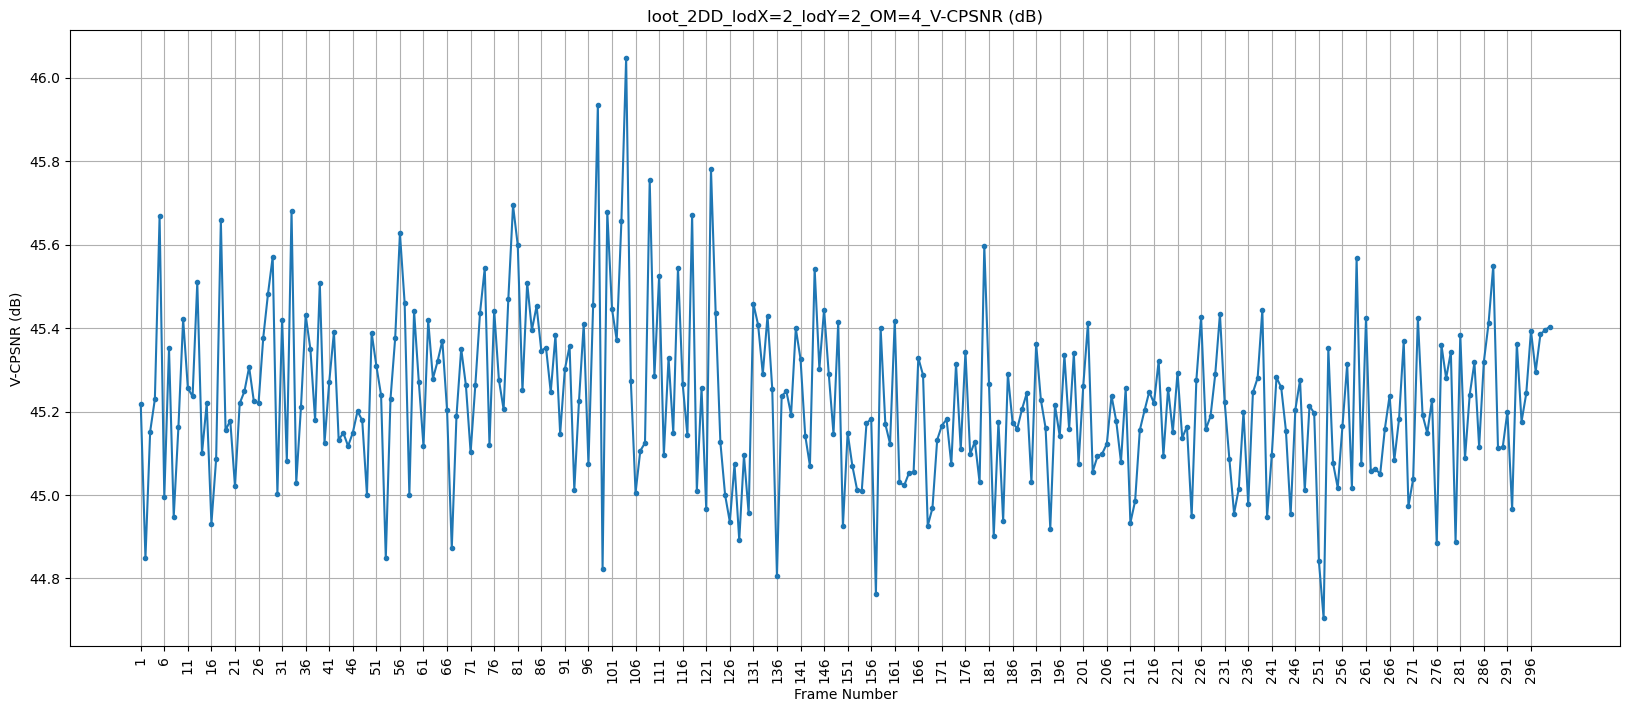 loot_2DD_lodX=2_lodY=2_OM=4_V-CPSNR (dB)
V-CPSNR (dB)
46.0
45.8
45.6
45.4
45.2
45.0
44.8
1 6 11 16 21 26 31 36 41 46 51 56 61 66 71 76 81 86 91 96 101 106 111 116 121 126 131 136 141 146 151 156 161 166 171 176 181 186 191 196 201 206 211 216 221 226 231 236 241 246 251 256 261 266 271 276 281 286 291 296
Frame Number